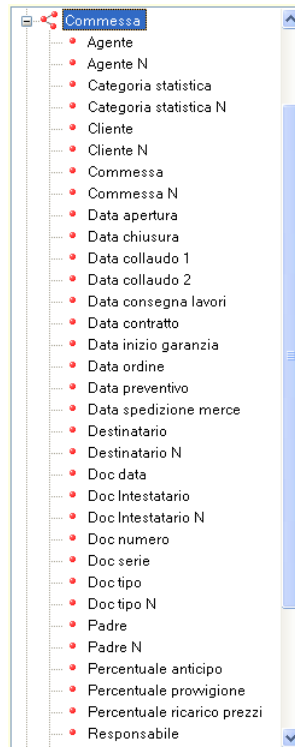 Commessa
Agente
Agente N
Categoria statistica
Categoria statistica N
Cliente
Cliente N
Commessa
Commessa N
Data apertura
Data chiusura
Data collaudo 1
Data collaudo 2
Data consegna lavori
Data contratto
Data inizio garanzia
Data ordine
Data preventivo
Data spedizione merce
Destinatario
Destinatario N
Doc data
Doc Intestatario
Doc Intestatario N
Doc numero
Doc serie
Doc tipo
Doc tipo N
Padre
Padre N
Percentuale anticipo
Percentuale provvigione
Percentuale ricarico prezzi
Responsabile